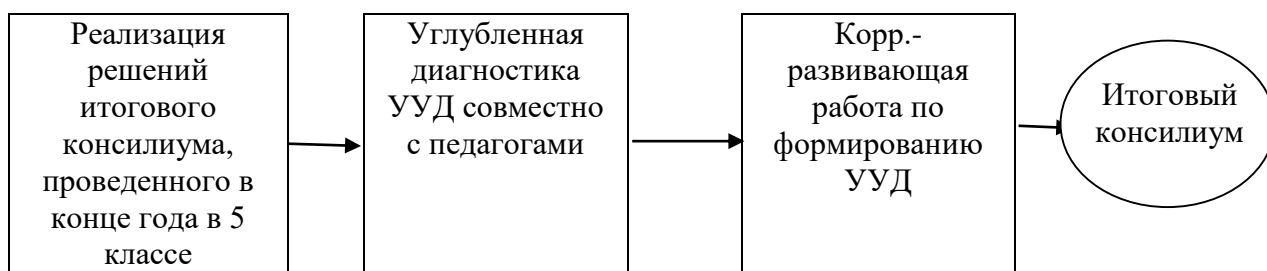 Реализация
решений
итогового
консилиума,
проведенного в
конце года в 5
классе
Углубленная
диагностика
УУД совместно
с педагогами
Корр.-
развивающая
работа по
формированию
УУД
Итоговый
консилиум